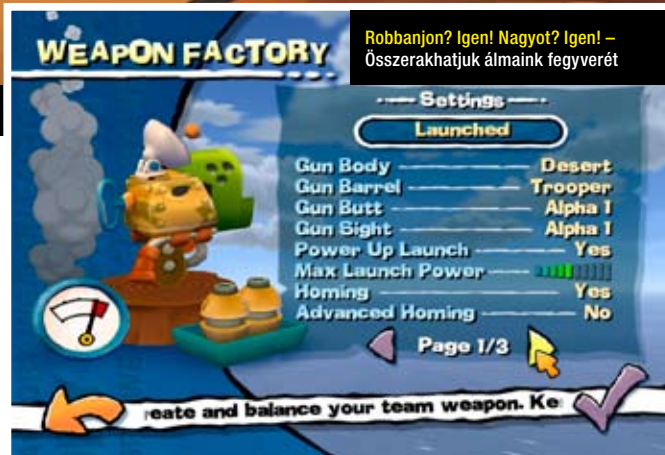 WEAPON FACTORY
Robbanjon? Igen! Nagyot? Igen! –
Összerakhatjuk álmaink fegyverét
Settings
Launched
Gun Body Desert
Gun Barrel Trooper
Gun Butt Alpha 1
Gun Sight Alpha 1
Power Up Launch Yes
Max Launch Power
Homing Yes
Advanced Homing No
Page 1/3
reate and balance your team weapon. Ke